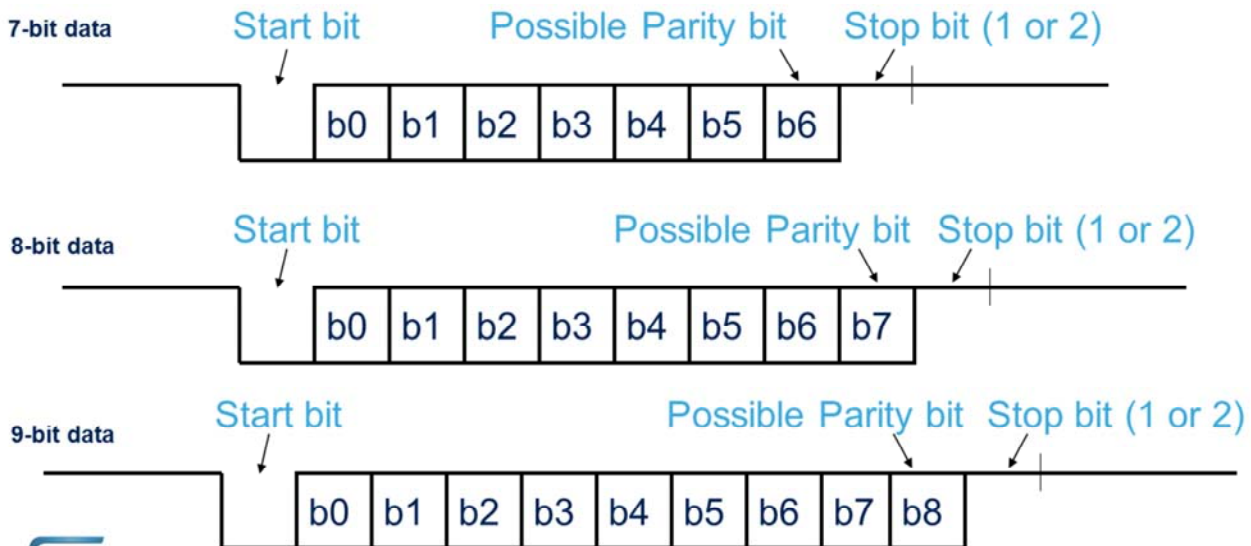 7-bit data Start bit Possible Parity bit Stop bit (1 or 2)
b0 b1 b2 b3 b4 b5 b6
8-bit data Start bit Possible Parity bit Stop bit (1 or 2)
b0 b1 b2 b3 b4 b5 b6 b7
9-bit data Start bit Possible Parity bit Stop bit (1 or 2)
b0 b1 b2 b3 b4 b5 b6 b7 b8